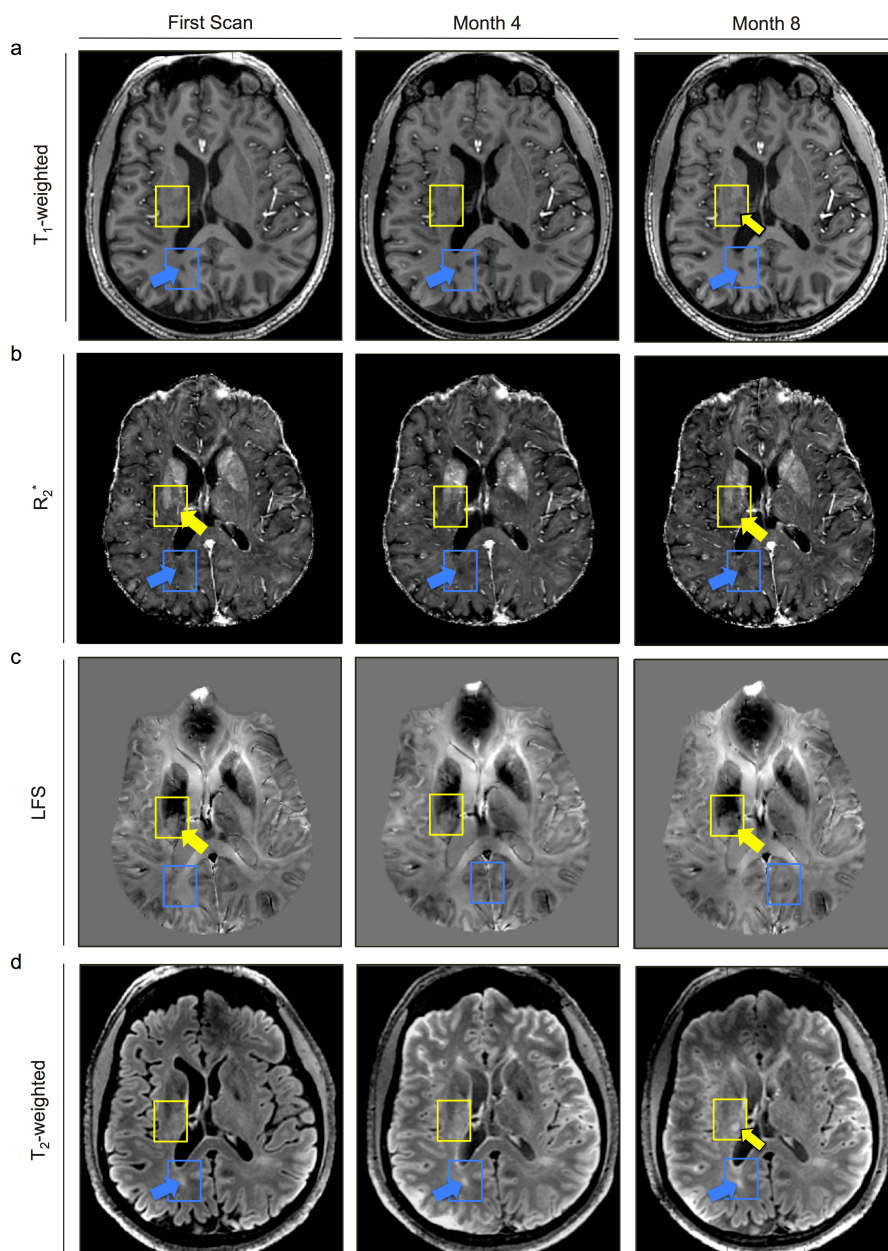 First Scan Month 4 Month 8
a
T₁-weighted
b
R₂*
c
LFS
d
T₂-weighted